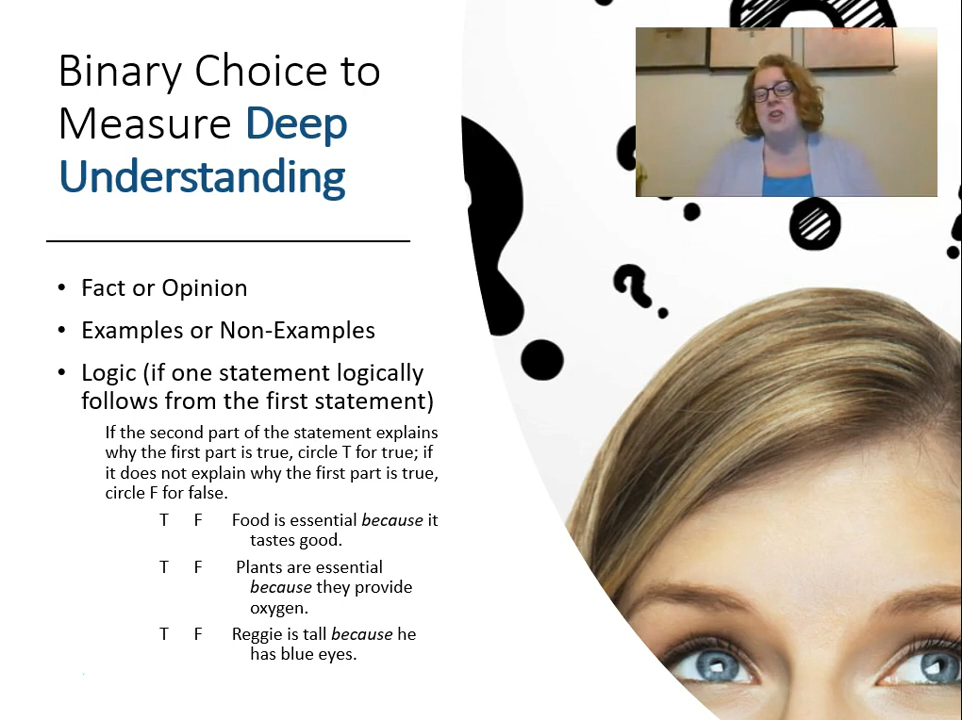 Binary Choice to
Measure Deep
Understanding
• Fact or Opinion
• Examples or Non-Examples
• Logic (if one statement logically
follows from the first statement)
If the second part of the statement explains
why the first part is true, circle T for true; if
it does not explain why the first part is true,
circle F for false.
T F Food is essential because it
tastes good.
T F Plants are essential
because they provide
oxygen.
T F Reggie is tall because he
has blue eyes.